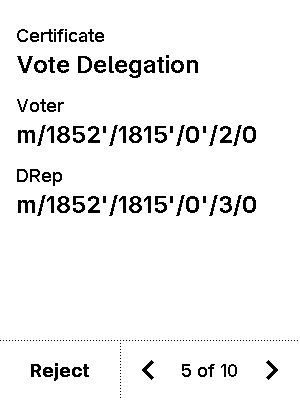 Certificate
Vote Delegation
Voter
m/1852'/1815'/0'/2/0
DRep
m/1852'/1815'/0'/3/0
Reject
5 of 10